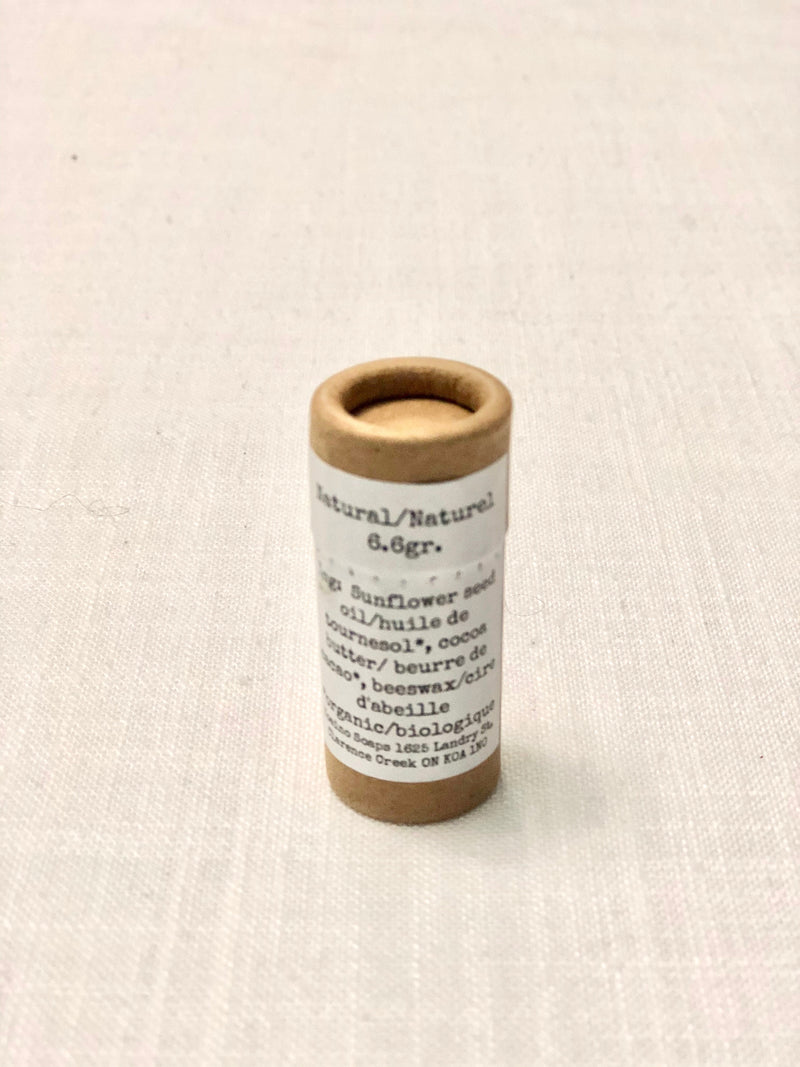 Natural/Naturel
6.6gr.
Ing: Sunflower seed
oil/huile de
tournesol*, cocoa
butter/ beurre de
cacao*, beeswax/cire
d'abeille
*organic/biologique
Soaps 1625 Landry St.
Clarence Creek ON K0A 1N0